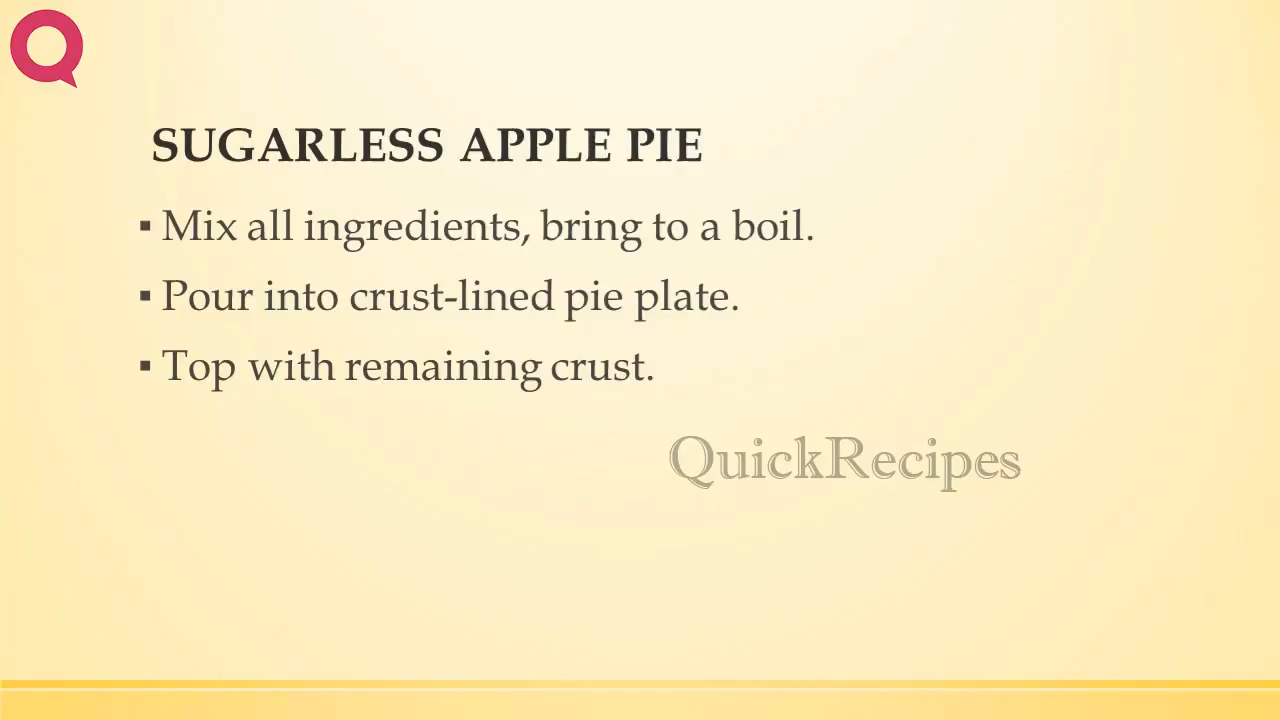 SUGARLESS APPLE PIE
▪ Mix all ingredients, bring to a boil.
▪ Pour into crust-lined pie plate.
▪ Top with remaining crust.
QuickRecipes